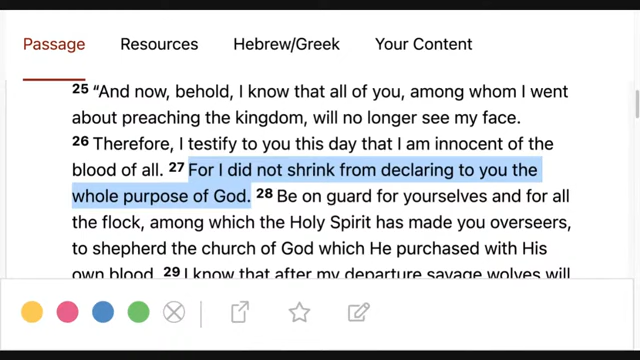 Passage Resources Hebrew/Greek Your Content
25 “And now, behold, I know that all of you, among whom I went
about preaching the kingdom, will no longer see my face.
26 Therefore, I testify to you this day that I am innocent of the
blood of all. 27 For I did not shrink from declaring to you the
whole purpose of God. 28 Be on guard for yourselves and for all
the flock, among which the Holy Spirit has made you overseers,
to shepherd the church of God which He purchased with His
own blood. 29 I know that after my departure savage wolves will